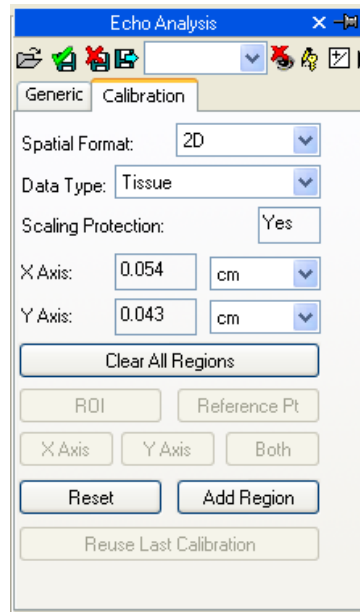 Echo Analysis
Generic Calibration
Spatial Format: 2D
Data Type: Tissue
Scaling Protection: Yes
X Axis: 0.054 cm
Y Axis: 0.043 cm
Clear All Regions
ROI Reference Pt
X Axis Y Axis Both
Reset Add Region
Reuse Last Calibration